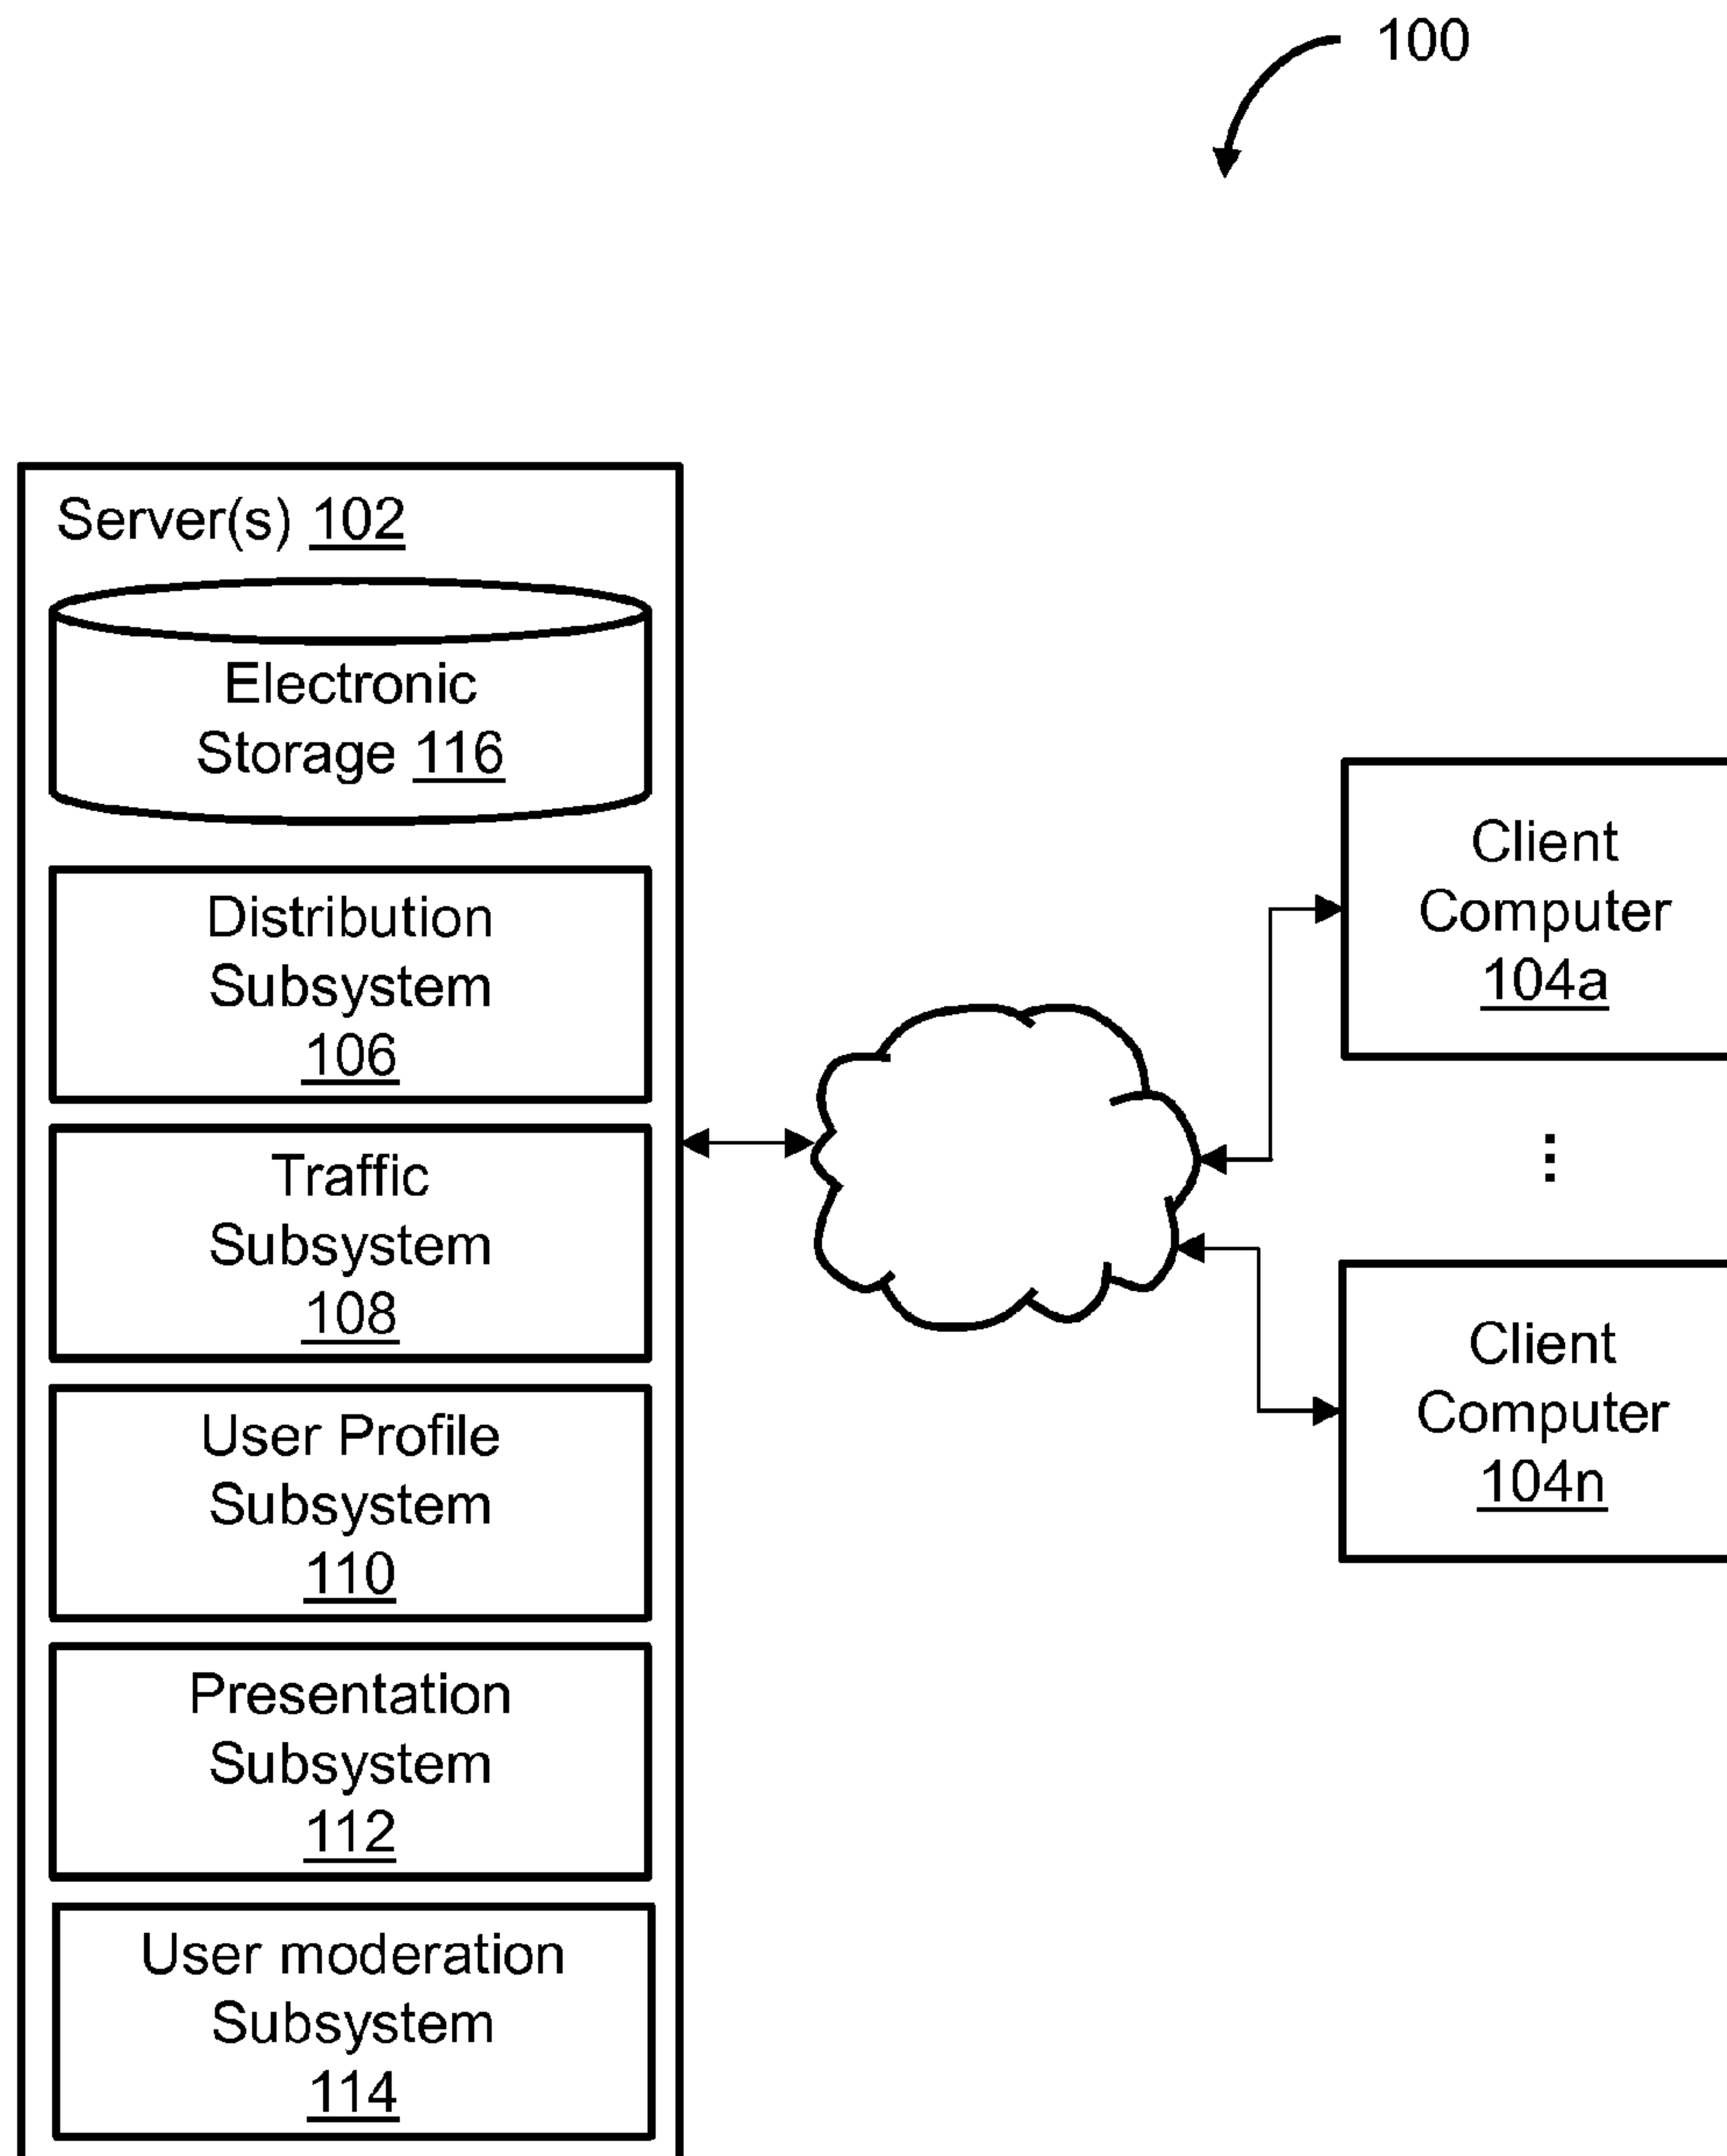 100
Server(s) 102
Electronic
Storage 116
Distribution
Subsystem
106
Traffic
Subsystem
108
User Profile
Subsystem
110
Presentation
Subsystem
112
User moderation
Subsystem
114
Client
Computer
104a
Client
Computer
104n